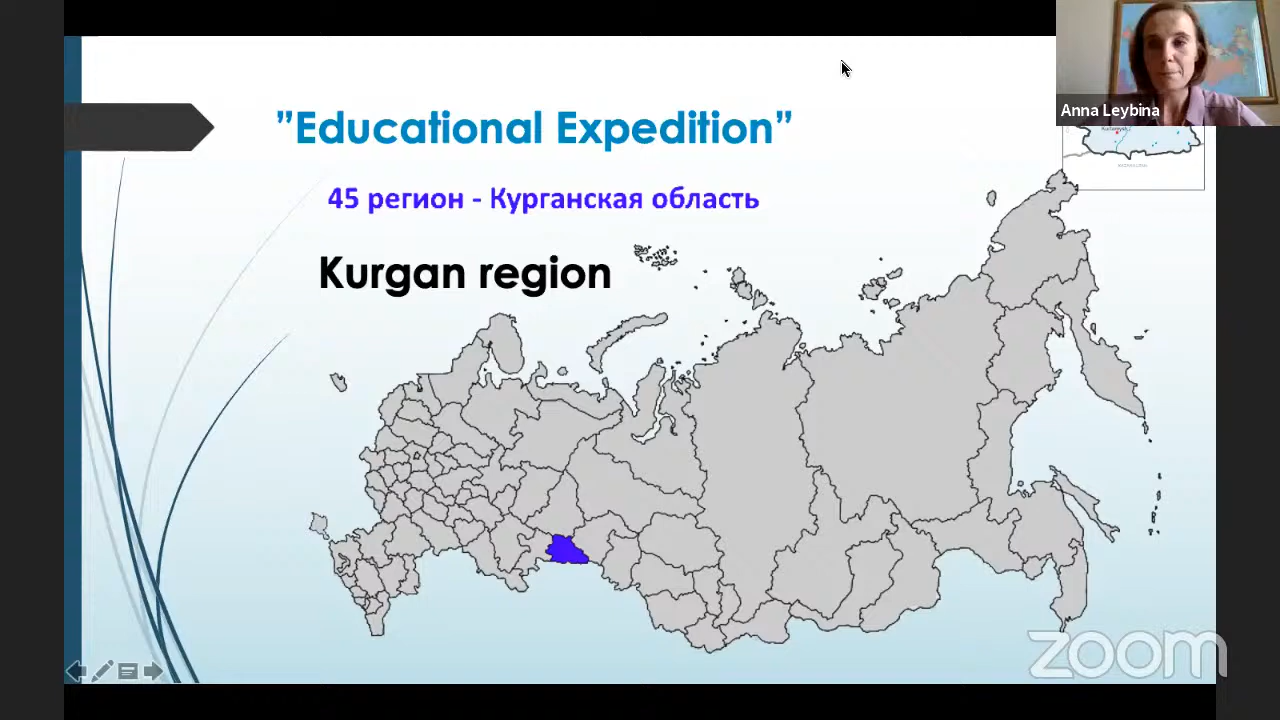 Anna Leybina
”Educational Expedition”
45 регион - Курганская область
Kurgan region
zoom